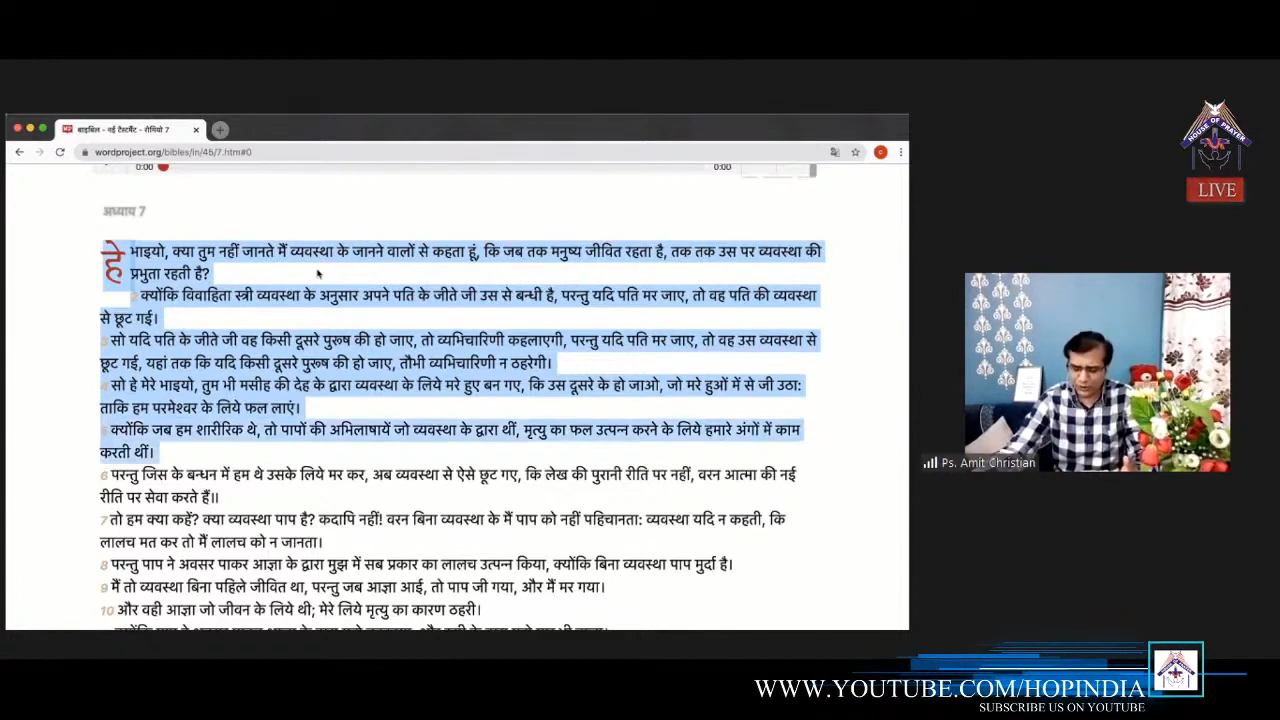 बाइबिल - नई टैस्टमैंट - रोमियो 7
wordproject.org/bibles/in/45/7.htm#0
0:00
0:00
अध्याय 7
हे भाइयो, क्या तुम नहीं जानते मैं व्यवस्था के जानने वालों से कहता हूं, कि जब तक मनुष्य जीवित रहता है, तक तक उस पर व्यवस्था की
प्रभुता रहती है?
2 क्योंकि विवाहिता स्त्री व्यवस्था के अनुसार अपने पति के जीते जी उस से बन्धी है, परन्तु यदि पति मर जाए, तो वह पति की व्यवस्था
से छूट गई।
3 सो यदि पति के जीते जी वह किसी दूसरे पुरूष की हो जाए, तो व्यभिचारिणी कहलाएगी, परन्तु यदि पति मर जाए, तो वह उस व्यवस्था से
छूट गई, यहां तक कि यदि किसी दूसरे पुरूष की हो जाए, तौभी व्यभिचारिणी न ठहरेगी।
4 सो हे मेरे भाइयो, तुम भी मसीह की देह के द्वारा व्यवस्था के लिये मरे हुए बन गए, कि उस दूसरे के हो जाओ, जो मरे हुओं में से जी उठा:
ताकि हम परमेश्वर के लिये फल लाएं।
5 क्योंकि जब हम शारीरिक थे, तो पापों की अभिलाषायें जो व्यवस्था के द्वारा थीं, मृत्यु का फल उत्पन्न करने के लिये हमारे अंगों में काम
करती थीं।
6 परन्तु जिस के बन्धन में हम थे उसके लिये मर कर, अब व्यवस्था से ऐसे छूट गए, कि लेख की पुरानी रीति पर नहीं, वरन आत्मा की नई
रीति पर सेवा करते हैं॥
7 तो हम क्या कहें? क्या व्यवस्था पाप है? कदापि नहीं! वरन बिना व्यवस्था के मैं पाप को नहीं पहिचानता: व्यवस्था यदि न कहती, कि
लालच मत कर तो मैं लालच को न जानता।
8 परन्तु पाप ने अवसर पाकर आज्ञा के द्वारा मुझ में सब प्रकार का लालच उत्पन्न किया, क्योंकि बिना व्यवस्था पाप मुर्दा है।
9 मैं तो व्यवस्था बिना पहिले जीवित था, परन्तु जब आज्ञा आई, तो पाप जी गया, और मैं मर गया।
10 और वही आज्ञा जो जीवन के लिये थी; मेरे लिये मृत्यु का कारण ठहरी।
HOUSE OF PRAYER
LIVE
Ps. Amit Christian
WWW.YOUTUBE.COM/HOPINDIA
SUBSCRIBE US ON YOUTUBE